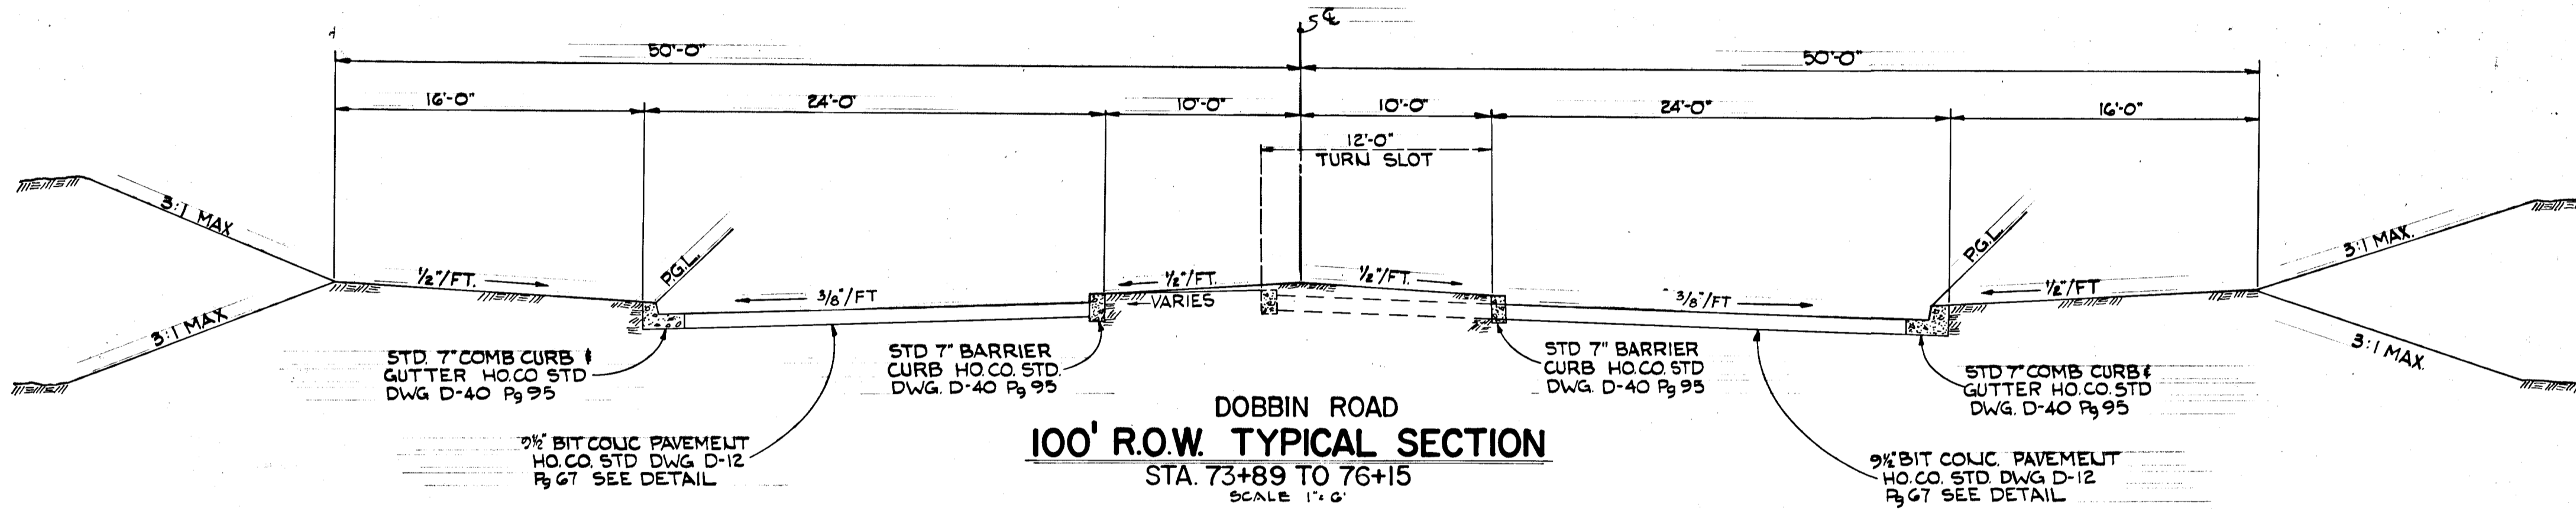 5 ℄
50'-0"
50'-0"
16'-0"
24'-0"
10'-0"
10'-0"
24'-0"
16'-0"
12'-0"
TURN SLOT
3:1 MAX
3:1 MAX
1/2"/FT.
P.G.L.
3/8"/FT
1/2"/FT.
VARIES
1/2"/FT.
3/8"/FT
P.G.L.
1/2"/FT
3:1 MAX.
3:1 MAX.
STD. 7" COMB CURB &
GUTTER HO.CO STD
DWG D-40 Pg 95
STD 7" BARRIER
CURB HO.CO. STD.
DWG. D-40 Pg 95
STD 7" BARRIER
CURB HO.CO. STD
DWG. D-40 Pg 95
STD 7" COMB CURB &
GUTTER HO.CO.STD
DWG. D-40 Pg 95
9½" BIT CONC PAVEMENT
HO.CO. STD DWG D-12
Pg 67 SEE DETAIL
9½" BIT CONC. PAVEMENT
HO.CO. STD. DWG D-12
Pg 67 SEE DETAIL
DOBBIN ROAD
100' R.O.W. TYPICAL SECTION
STA. 73+89 TO 76+15
SCALE 1"= 6'